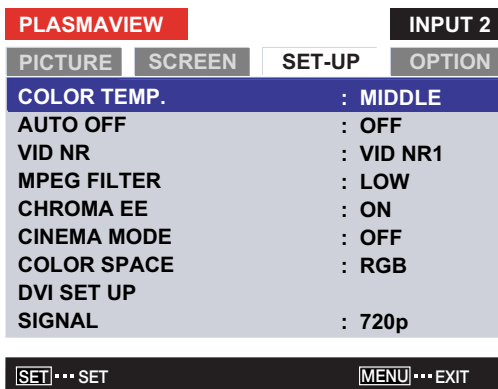 PLASMAVIEW INPUT 2
PICTURE SCREEN SET-UP OPTION
COLOR TEMP. : MIDDLE
AUTO OFF : OFF
VID NR : VID NR1
MPEG FILTER : LOW
CHROMA EE : ON
CINEMA MODE : OFF
COLOR SPACE : RGB
DVI SET UP
SIGNAL : 720p
SET ··· SET MENU ··· EXIT